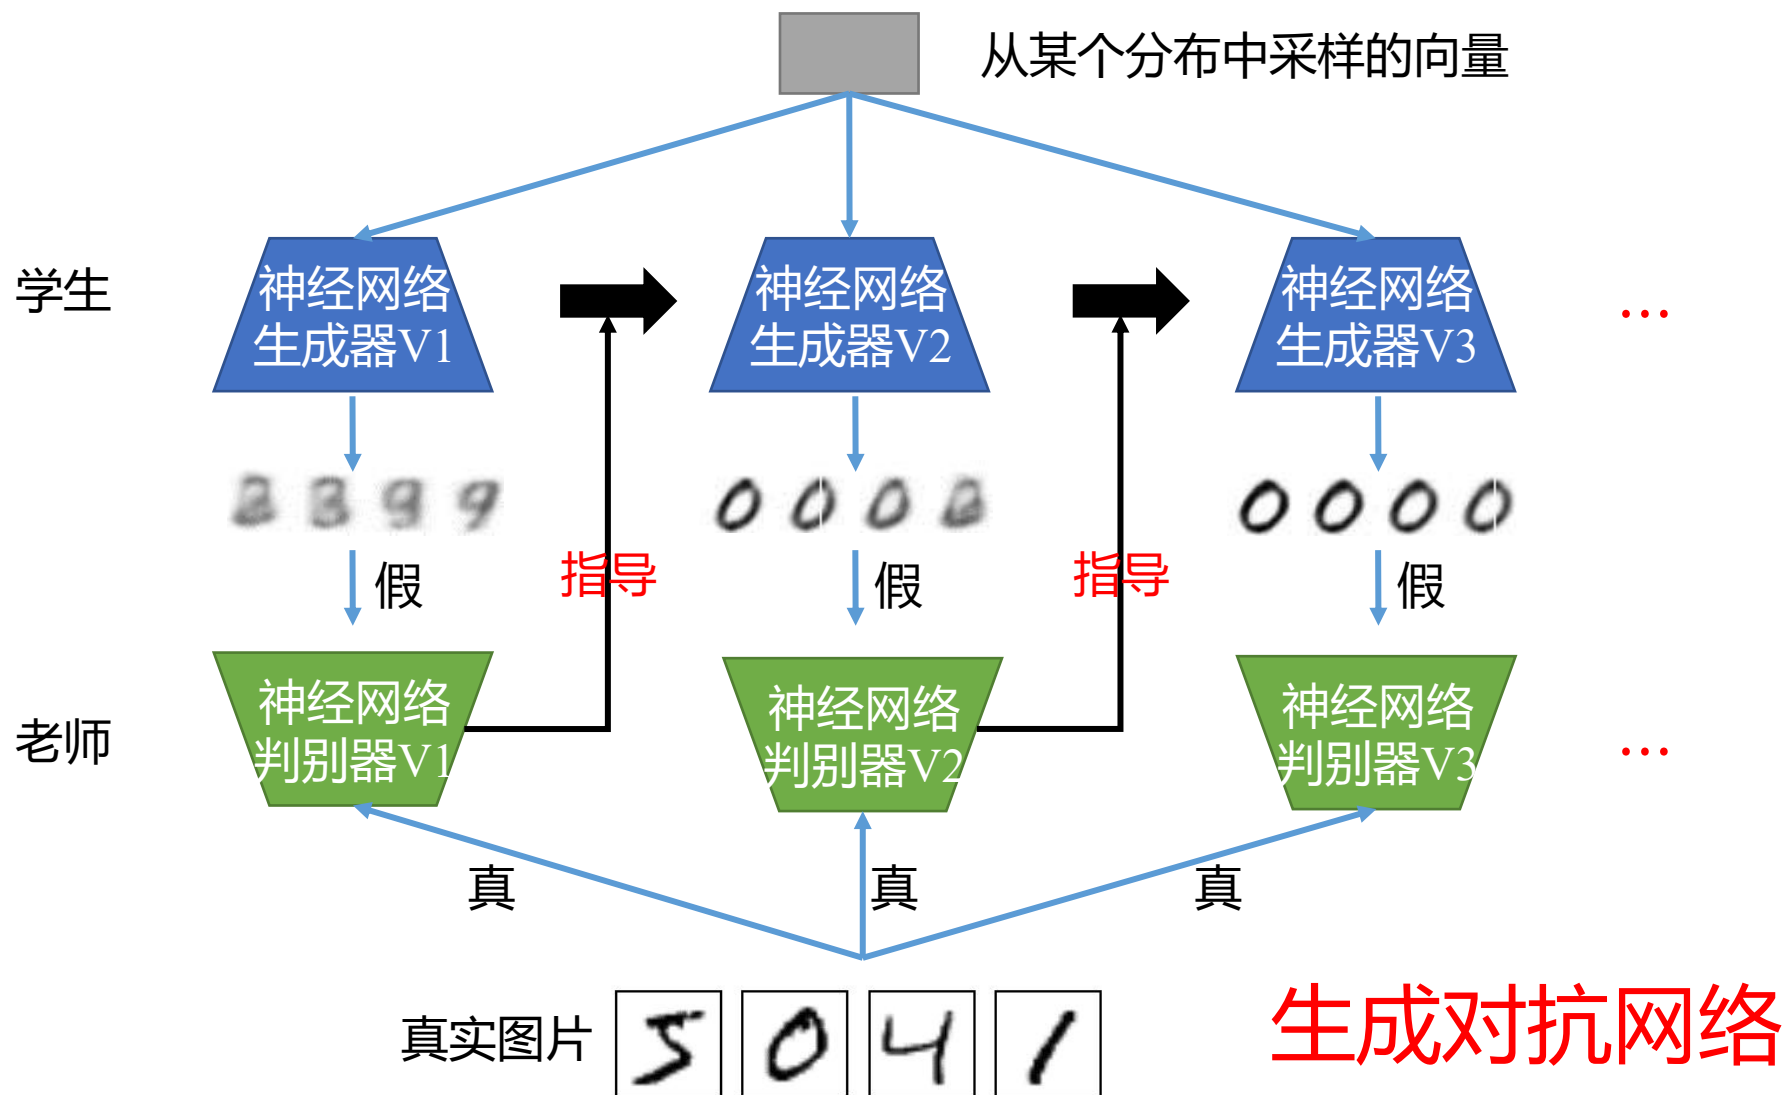 从某个分布中采样的向量
学生
神经网络
生成器V1
神经网络
生成器V2
神经网络
生成器V3
…
假
指导
假
指导
假
老师
神经网络
判别器V1
神经网络
判别器V2
神经网络
判别器V3
…
真
真
真
真实图片
5 0 4 1
生成对抗网络